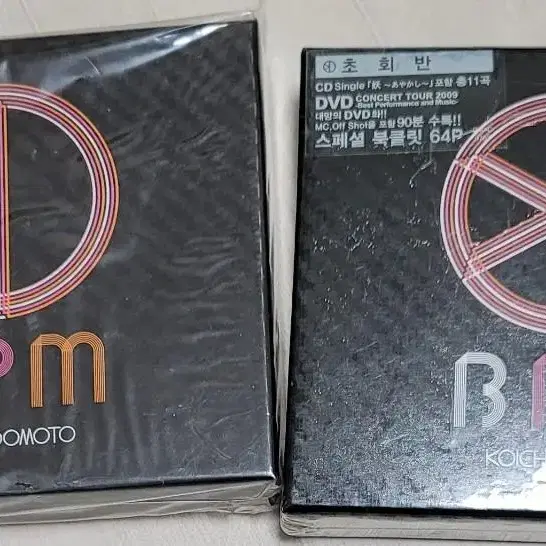 PM
DOMOTO
④ 초 회 반
CD Single「妖 ～あやかし～」포함 총11곡
DVD CONCERT TOUR 2009
-Best Performance and Music-
대망의 DVD화!!
MC,Off Shot등 포함 90분 수록!!
스페셜 북클릿 64P
B
KOICH